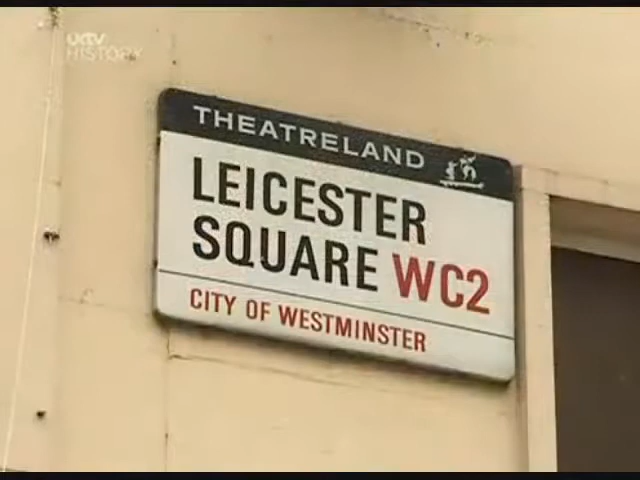 UKTV
HISTORY
THEATRELAND
LEICESTER
SQUARE WC2
CITY OF WESTMINSTER